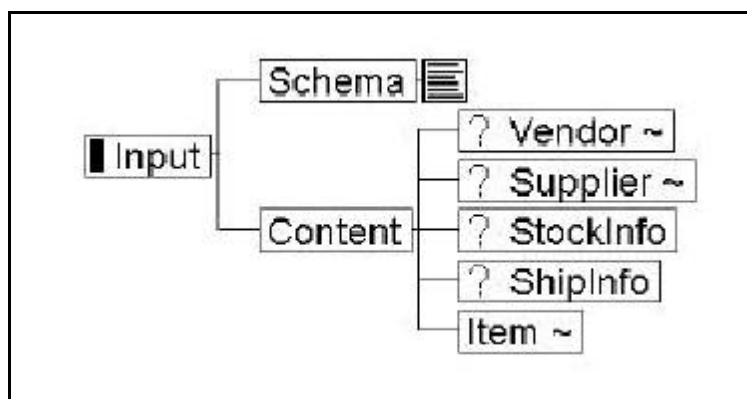 Schema
Input
Content
? Vendor ~
? Supplier ~
? StockInfo
? ShipInfo
Item ~